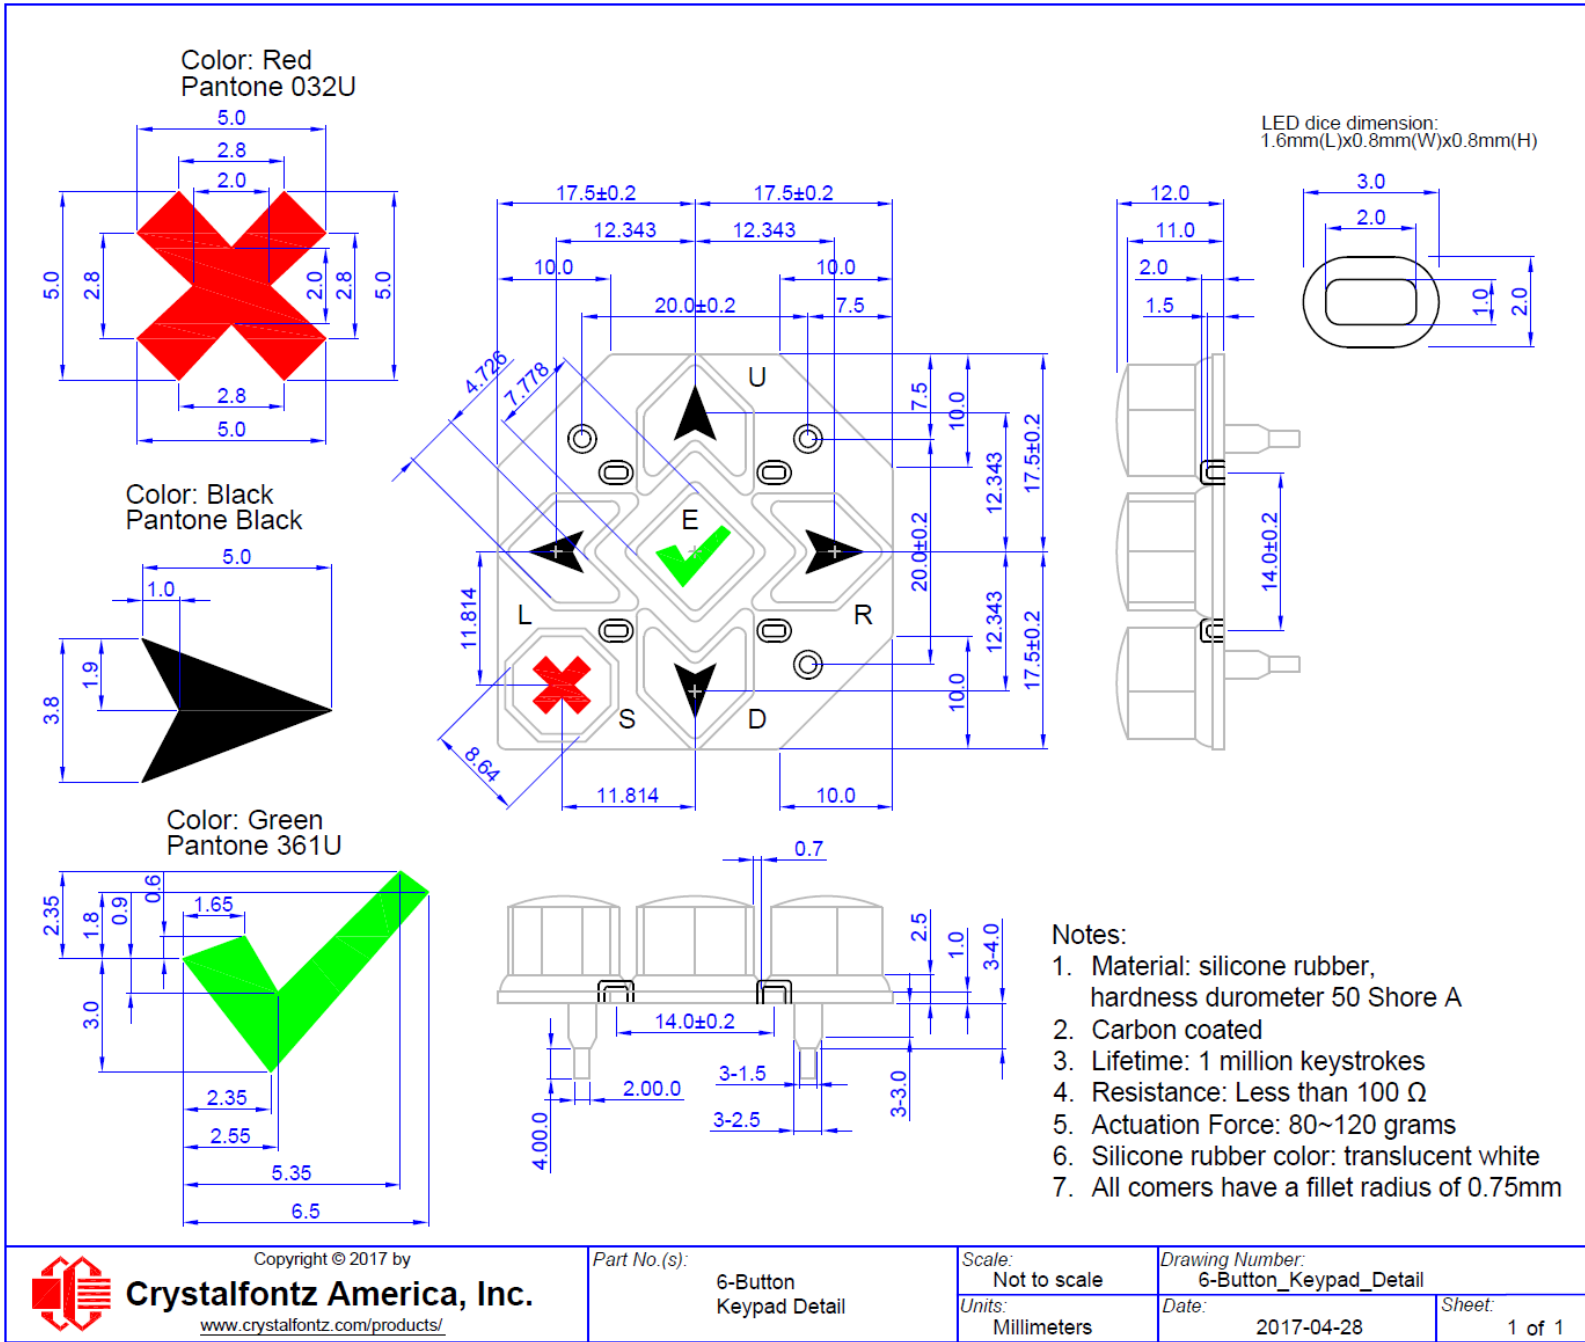 Color: Red
Pantone 032U
5.0
2.8
2.0
5.0
2.8
2.0
2.8
5.0
2.8
5.0
Color: Black
Pantone Black
5.0
1.0
1.9
3.8
Color: Green
Pantone 361U
2.35
1.8
0.9
0.6
1.65
3.0
2.35
2.55
5.35
6.5
17.5±0.2
17.5±0.2
12.343
12.343
10.0
10.0
20.0±0.2
7.5
4.726
7.778
U
E
L
R
S
D
7.5
10.0
12.343
17.5±0.2
20.0±0.2
12.343
17.5±0.2
10.0
11.814
8.64
11.814
10.0
12.0
11.0
2.0
1.5
14.0±0.2
LED dice dimension:
1.6mm(L)x0.8mm(W)x0.8mm(H)
3.0
2.0
1.0
2.0
0.7
2.5
1.0
3-4.0
14.0±0.2
3-1.5
2.00.0
3-2.5
4.00.0
3-3.0
Notes:
1. Material: silicone rubber,
hardness durometer 50 Shore A
2. Carbon coated
3. Lifetime: 1 million keystrokes
4. Resistance: Less than 100 Ω
5. Actuation Force: 80~120 grams
6. Silicone rubber color: translucent white
7. All comers have a fillet radius of 0.75mm
Copyright © 2017 by
Crystalfontz America, Inc.
www.crystalfontz.com/products/
Part No.(s):
6-Button
Keypad Detail
Scale:
Not to scale
Units:
Millimeters
Drawing Number:
6-Button_Keypad_Detail
Date:
2017-04-28
Sheet:
1 of 1